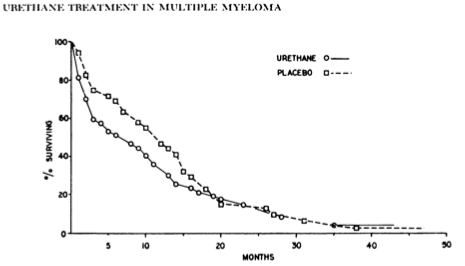 URETHANE TREATMENT IN MULTIPLE MYELOMA
URETHANE
PLACEBO
% SURVIVING
100
80
60
40
20
0
5 10 20 30 40 50
MONTHS